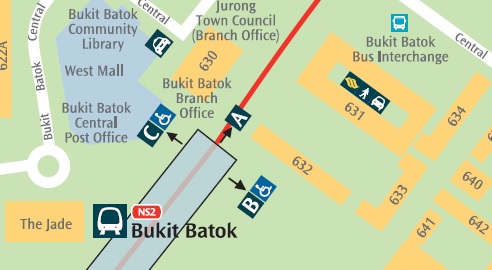 Bukit Batok
Community
Library
West Mall
Bukit Batok
Central
Post Office
Jurong
Town Council
(Branch Office)
630
Bukit Batok
Branch
Office
Bukit Batok
Bus Interchange
Central
622A
Bukit Batok Central
A
B
C
631
632
633
634
640
641
642
The Jade
NS2
Bukit Batok